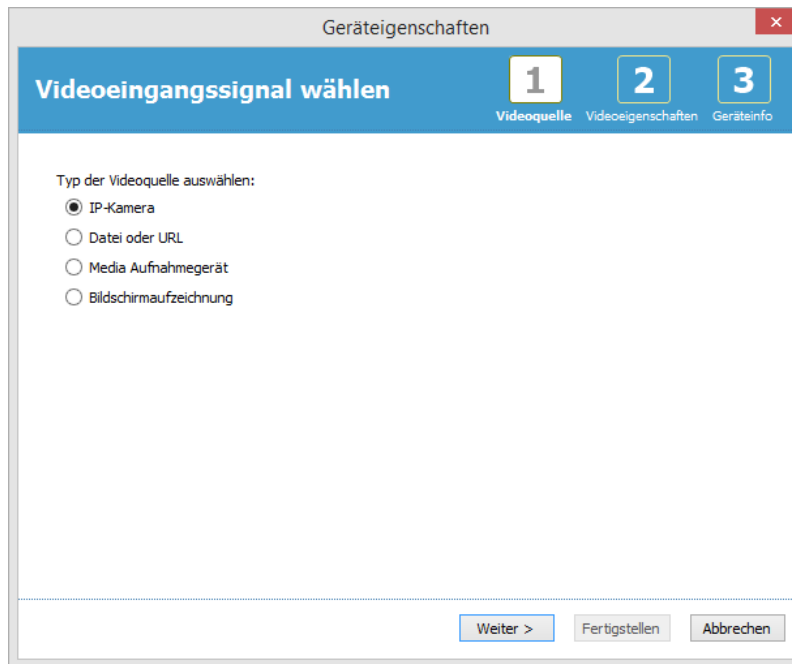 Geräteigenschaften
Videoeingangssignal wählen
1 2 3
Videoquelle Videoeigenschaften Geräteinfo
Typ der Videoquelle auswählen:
IP-Kamera
Datei oder URL
Media Aufnahmegerät
Bildschirmaufzeichnung
Weiter > Fertigstellen Abbrechen